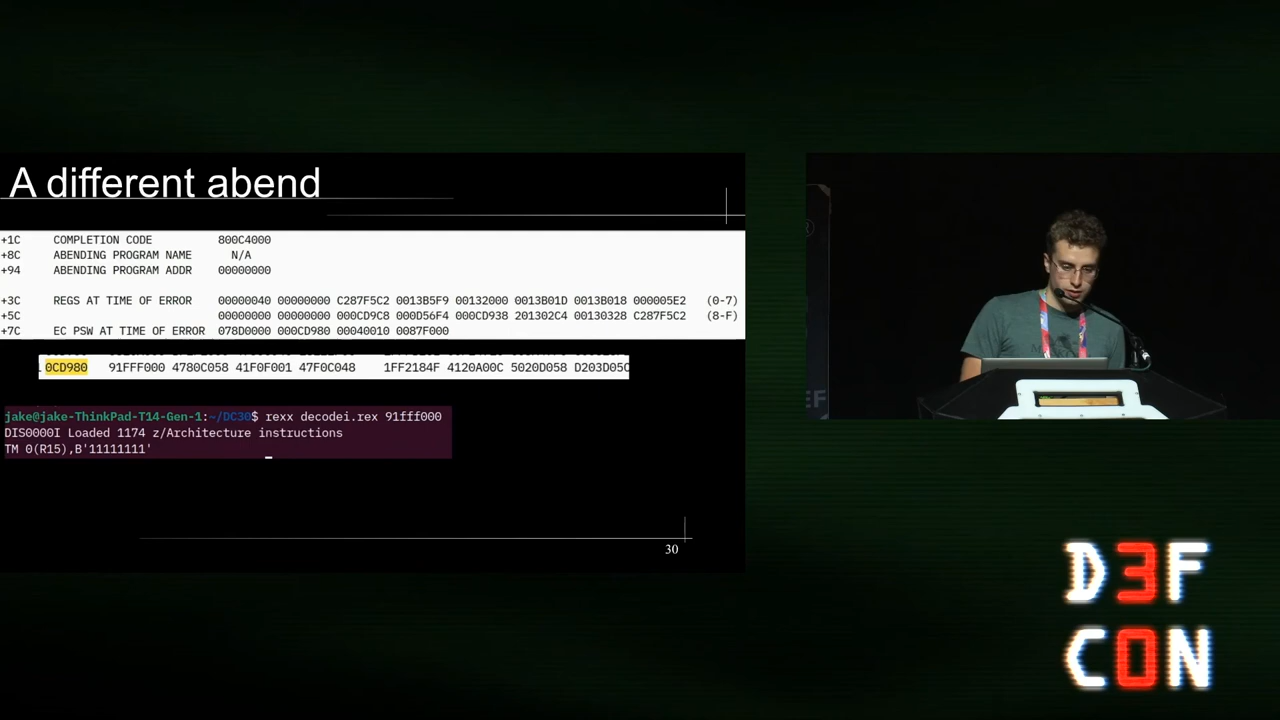 A different abend
+1C COMPLETION CODE 800C4000
+8C ABENDING PROGRAM NAME N/A
+94 ABENDING PROGRAM ADDR 00000000
+3C REGS AT TIME OF ERROR 00000040 00000000 C287F5C2 0013B5F9 00132000 0013B01D 0013B018 000005E2 (0-7)
+5C 00000000 00000000 000CD9C8 000D56F4 000CD938 201302C4 00130328 C287F5C2 (8-F)
+7C EC PSW AT TIME OF ERROR 078D0000 000CD980 00040010 0087F000
0CD980 91FFF000 4780C058 41F0F001 47F0C048 1FF2184F 4120A00C 5020D058 D203D05C
jake@jake-ThinkPad-T14-Gen-1:~/DC30$ rexx decodei.rex 91fff000
DIS0000I Loaded 1174 z/Architecture instructions
TM 0(R15),B'11111111'
30
EF
D3F
CON